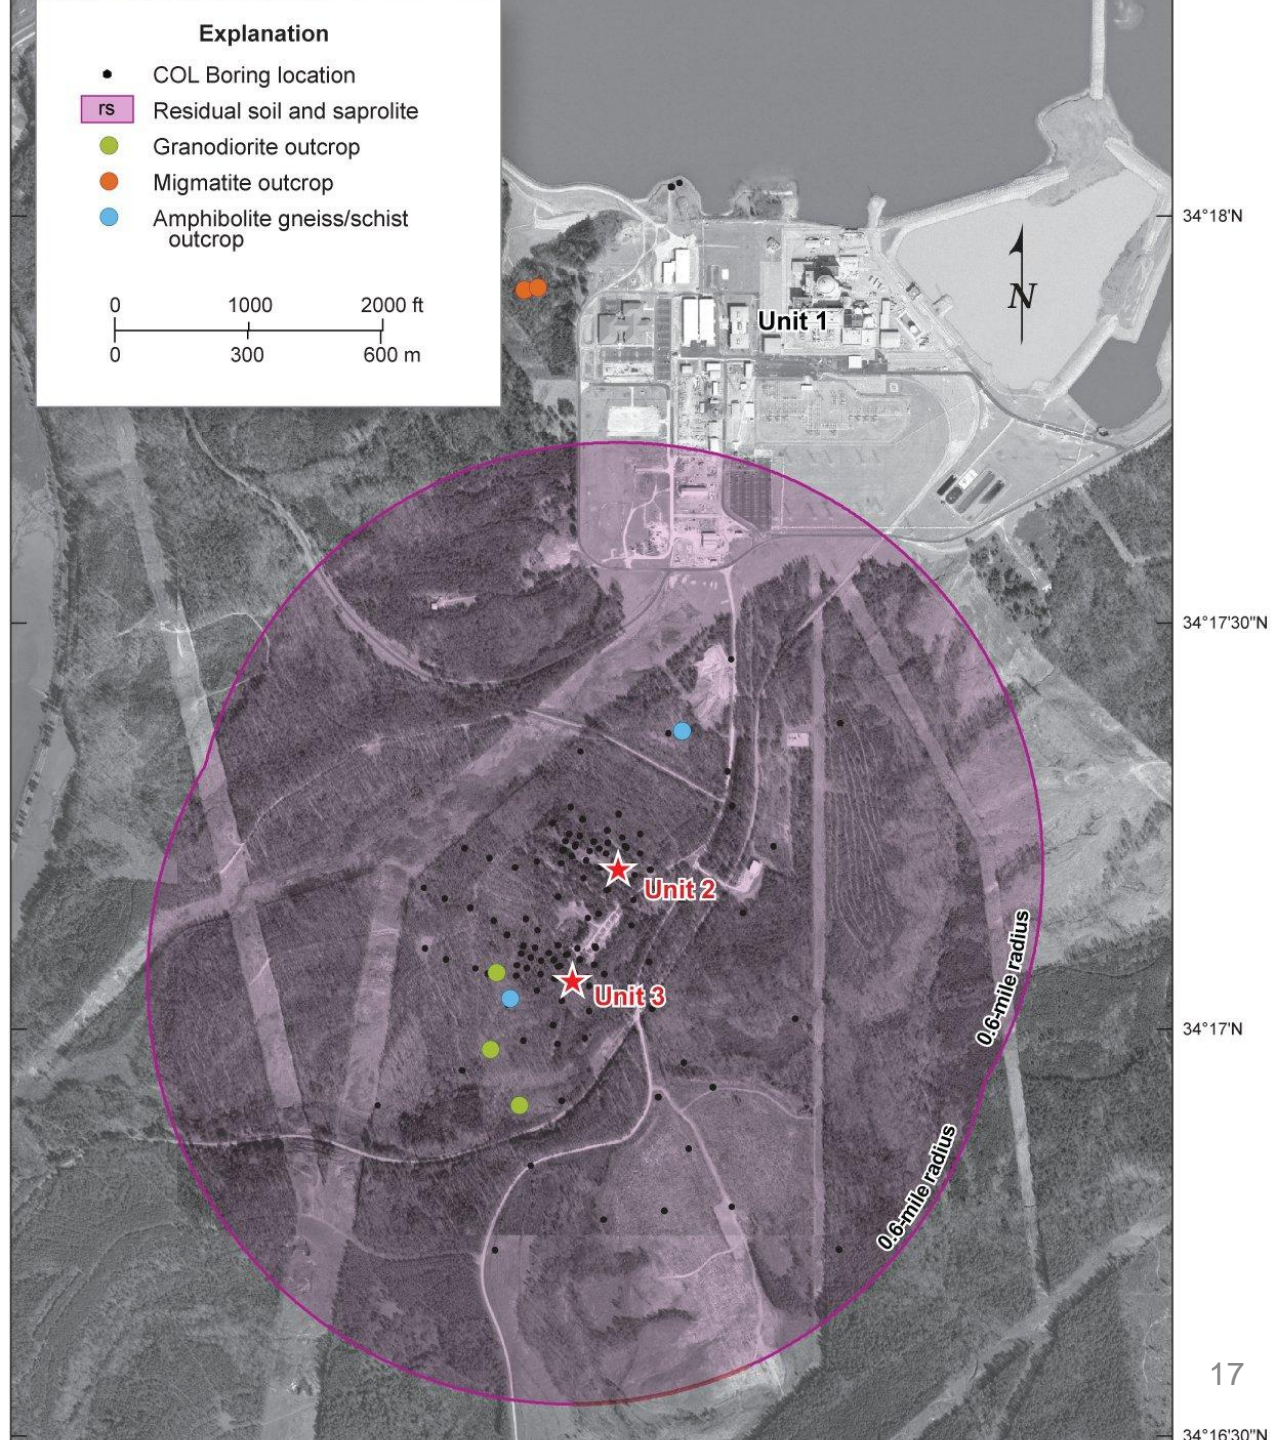 Explanation
COL Boring location
rs
Residual soil and saprolite
Granodiorite outcrop
Migmatite outcrop
Amphibolite gneiss/schist
outcrop
0 1000 2000 ft
0 300 600 m
34°18'N
N
Unit 1
34°17'30"N
Unit 2
0.6-mile radius
Unit 3
34°17'N
0.6-mile radius
17
34°16'30"N